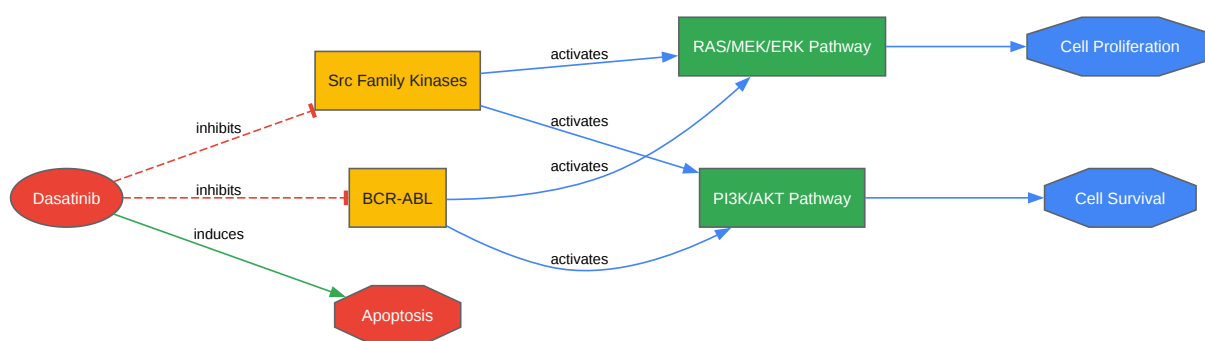 RAS/MEK/ERK Pathway
Cell Proliferation
activates
Src Family Kinases
activates
inhibits
activates
inhibits
Dasatinib
BCR-ABL
PI3K/AKT Pathway
Cell Survival
induces
activates
Apoptosis